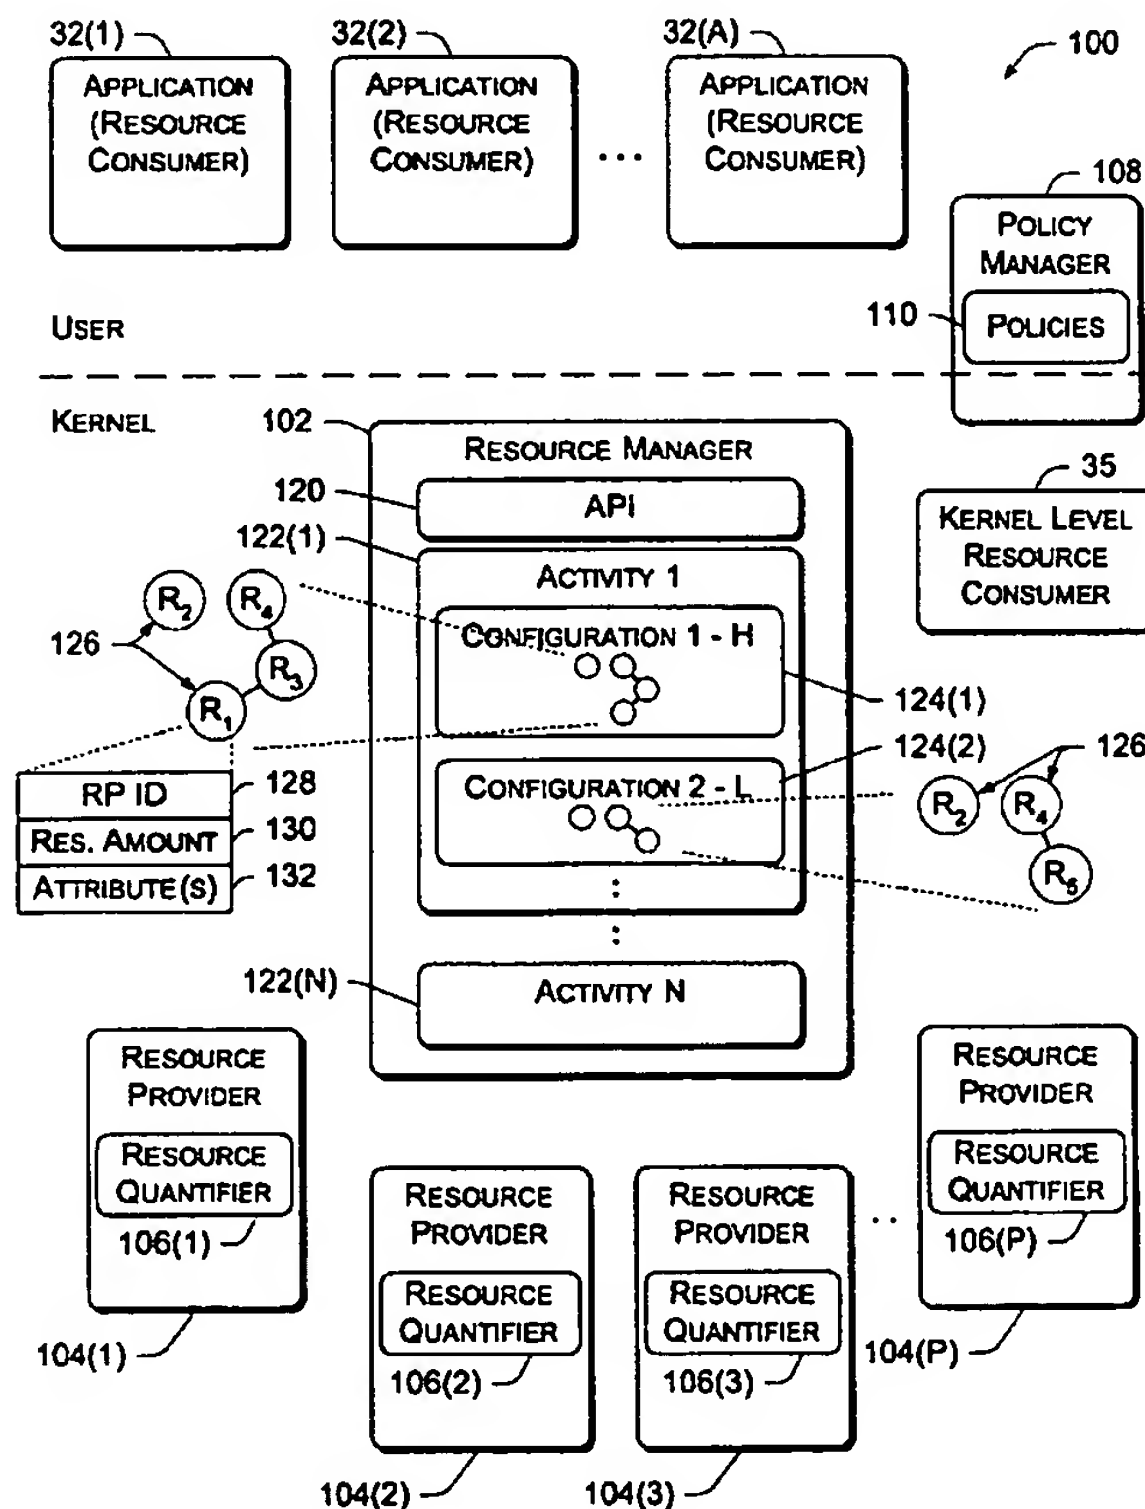 32(1)
32(2)
32(A)
100
APPLICATION
(RESOURCE
CONSUMER)
APPLICATION
(RESOURCE
CONSUMER)
...
APPLICATION
(RESOURCE
CONSUMER)
108
POLICY
MANAGER
110
POLICIES
USER
KERNEL
102
RESOURCE MANAGER
120
API
35
KERNEL LEVEL
RESOURCE
CONSUMER
122(1)
ACTIVITY 1
CONFIGURATION 1 - H
124(1)
R2
R4
126
R3
R1
124(2)
CONFIGURATION 2 - L
126
R2
R4
R5
RP ID
128
RES. AMOUNT
130
ATTRIBUTE(S)
132
122(N)
ACTIVITY N
RESOURCE
PROVIDER
RESOURCE
QUANTIFIER
106(1)
104(1)
RESOURCE
PROVIDER
RESOURCE
QUANTIFIER
106(2)
104(2)
RESOURCE
PROVIDER
RESOURCE
QUANTIFIER
106(3)
104(3)
..
RESOURCE
PROVIDER
RESOURCE
QUANTIFIER
106(P)
104(P)